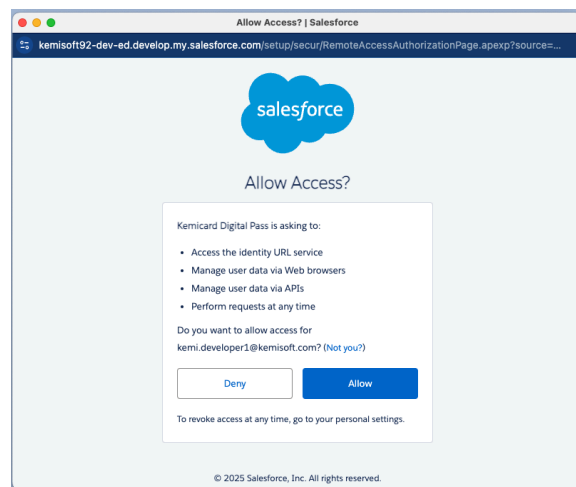 Allow Access? | Salesforce
kemisoft92-dev-ed.develop.my.salesforce.com/setup/secur/RemoteAccessAuthorizationPage.apexp?source=...
salesforce
Allow Access?
Kemicard Digital Pass is asking to:
• Access the identity URL service
• Manage user data via Web browsers
• Manage user data via APIs
• Perform requests at any time
Do you want to allow access for
kemi.developer1@kemisoft.com? (Not you?)
Deny
Allow
To revoke access at any time, go to your personal settings.
© 2025 Salesforce, Inc. All rights reserved.